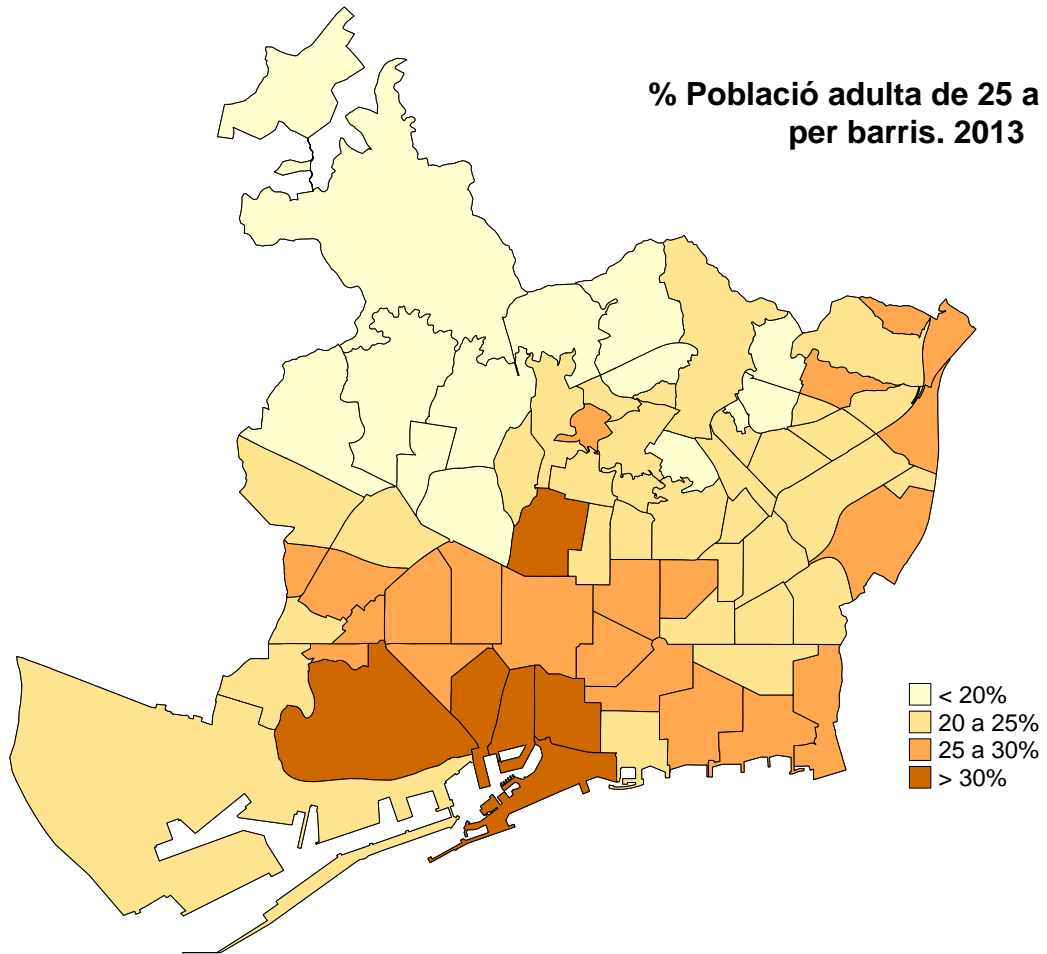 % Població adulta de 25 a
per barris. 2013
< 20%
20 a 25%
25 a 30%
> 30%